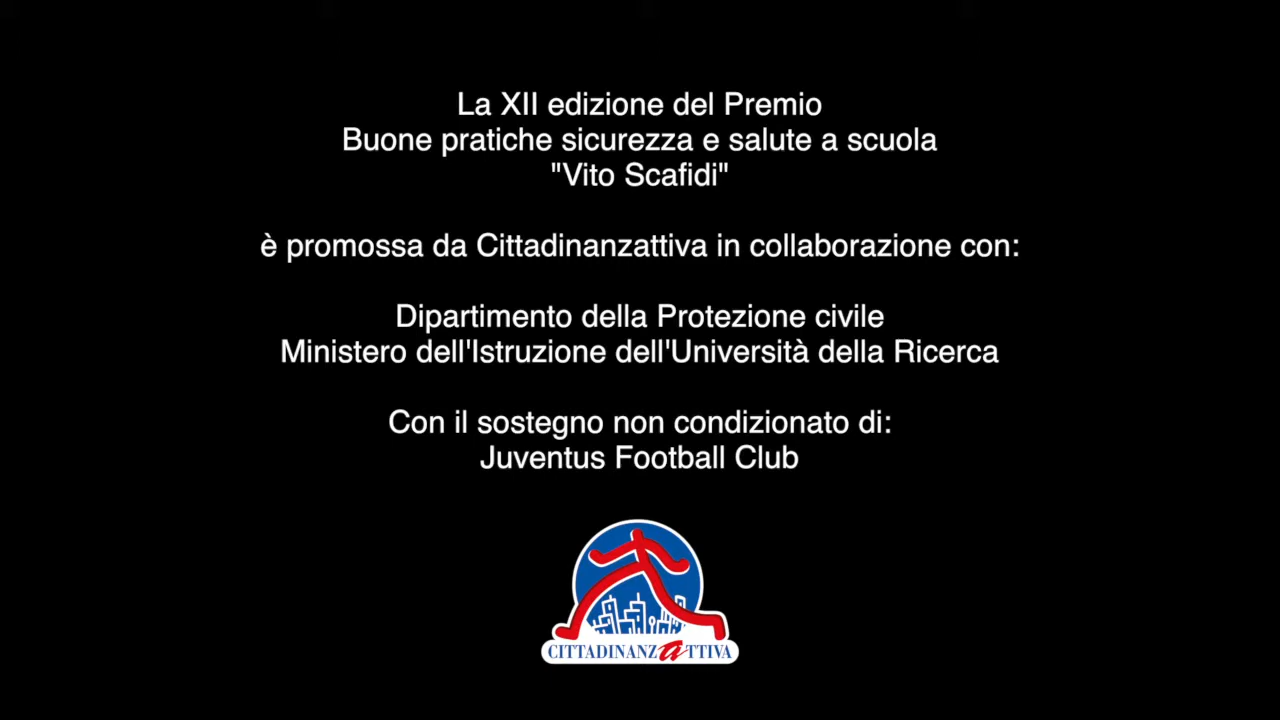 La XII edizione del Premio
Buone pratiche sicurezza e salute a scuola
"Vito Scafidi"
è promossa da Cittadinanzattiva in collaborazione con:
Dipartimento della Protezione civile
Ministero dell'Istruzione dell'Università della Ricerca
Con il sostegno non condizionato di:
Juventus Football Club
CITTADINANZATTIVA